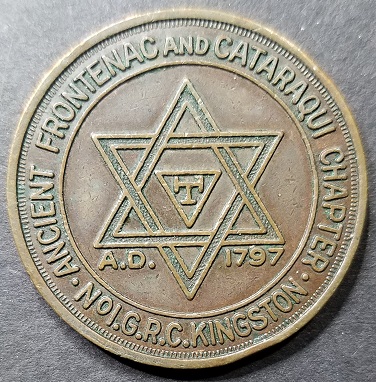 · ANCIENT FRONTENAC AND CATARAQUI CHAPTER ·
NO1.G.R.C.KINGSTON
A.D. 1797
T